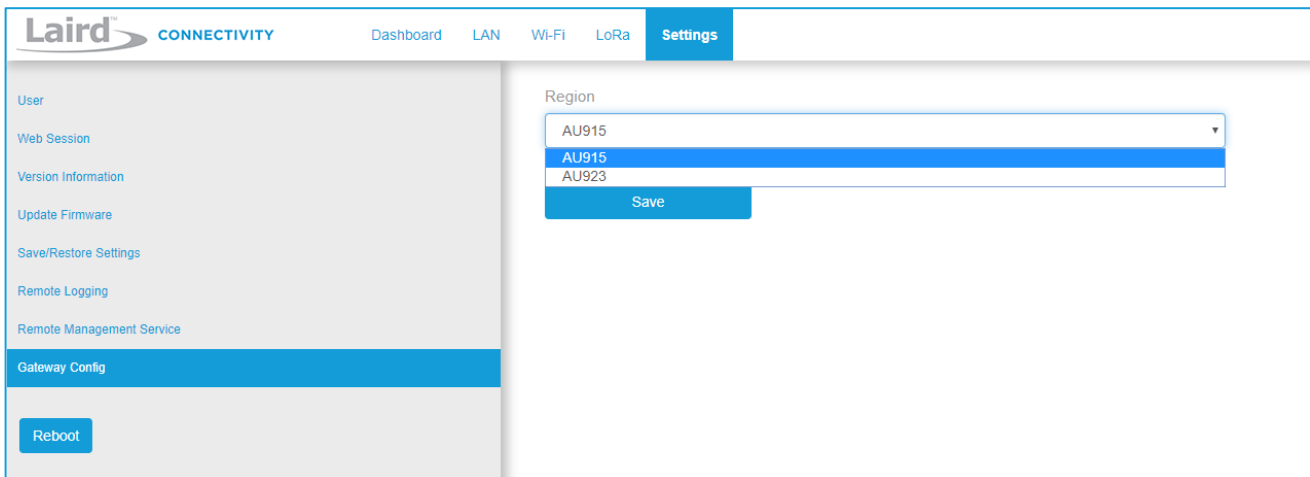 Laird™ CONNECTIVITY Dashboard LAN Wi-Fi LoRa Settings
User
Web Session
Version Information
Update Firmware
Save/Restore Settings
Remote Logging
Remote Management Service
Gateway Config
Reboot
Region
AU915
AU915
AU923
Save